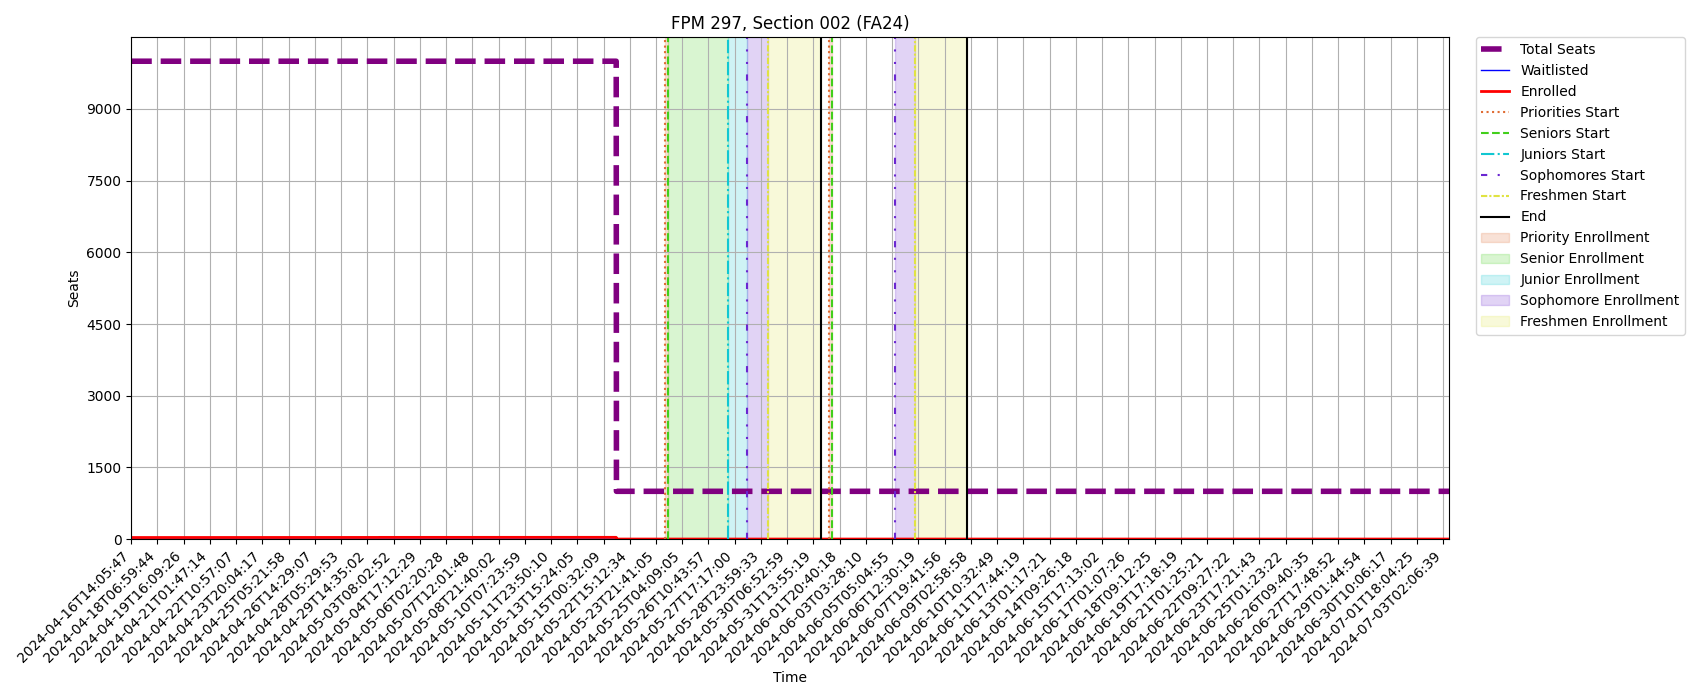 FPM 297, Section 002 (FA24)
Total Seats
Waitlisted
Enrolled
Priorities Start
Seniors Start
Juniors Start
Sophomores Start
Freshmen Start
End
Priority Enrollment
Senior Enrollment
Junior Enrollment
Sophomore Enrollment
Freshmen Enrollment
Seats
9000
7500
6000
4500
3000
1500
0
2024-04-16T14:05:47
2024-04-18T06:59:44
2024-04-19T16:09:26
2024-04-21T01:47:14
2024-04-22T10:57:07
2024-04-23T20:04:17
2024-04-25T05:21:58
2024-04-26T14:29:07
2024-04-28T05:29:53
2024-04-29T14:35:02
2024-05-03T08:02:52
2024-05-04T17:12:29
2024-05-07T02:20:28
2024-05-07T12:01:48
2024-05-08T21:40:02
2024-05-10T07:23:59
2024-05-11T23:50:10
2024-05-13T15:24:05
2024-05-15T00:32:09
2024-05-22T15:12:34
2024-05-23T21:41:05
2024-05-25T04:09:05
2024-05-26T10:43:57
2024-05-27T17:17:00
2024-05-28T23:59:33
2024-05-30T06:52:59
2024-05-31T13:55:19
2024-06-01T20:40:18
2024-06-03T03:28:10
2024-06-05T05:04:55
2024-06-06T12:30:19
2024-06-07T19:41:56
2024-06-09T02:58:58
2024-06-10T10:32:49
2024-06-11T17:44:19
2024-06-13T01:17:21
2024-06-14T09:26:18
2024-06-15T17:13:02
2024-06-17T01:07:26
2024-06-18T09:12:25
2024-06-19T17:18:19
2024-06-21T01:25:21
2024-06-22T09:27:22
2024-06-23T17:21:43
2024-06-25T01:23:22
2024-06-26T09:40:35
2024-06-27T17:48:52
2024-06-29T01:44:54
2024-06-30T10:06:17
2024-07-01T18:04:25
2024-07-03T02:06:39
Time